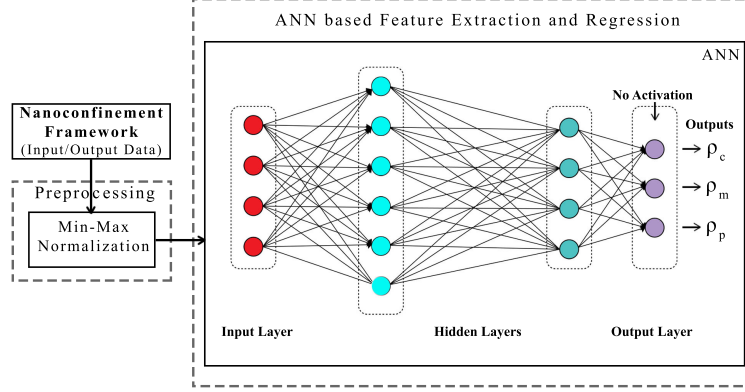 ANN based Feature Extraction and Regression
ANN
Nanoconfinement
Framework
(Input/Output Data)
Preprocessing
Min-Max
Normalization
No Activation
Outputs
ρc
ρm
ρp
Input Layer
Hidden Layers
Output Layer